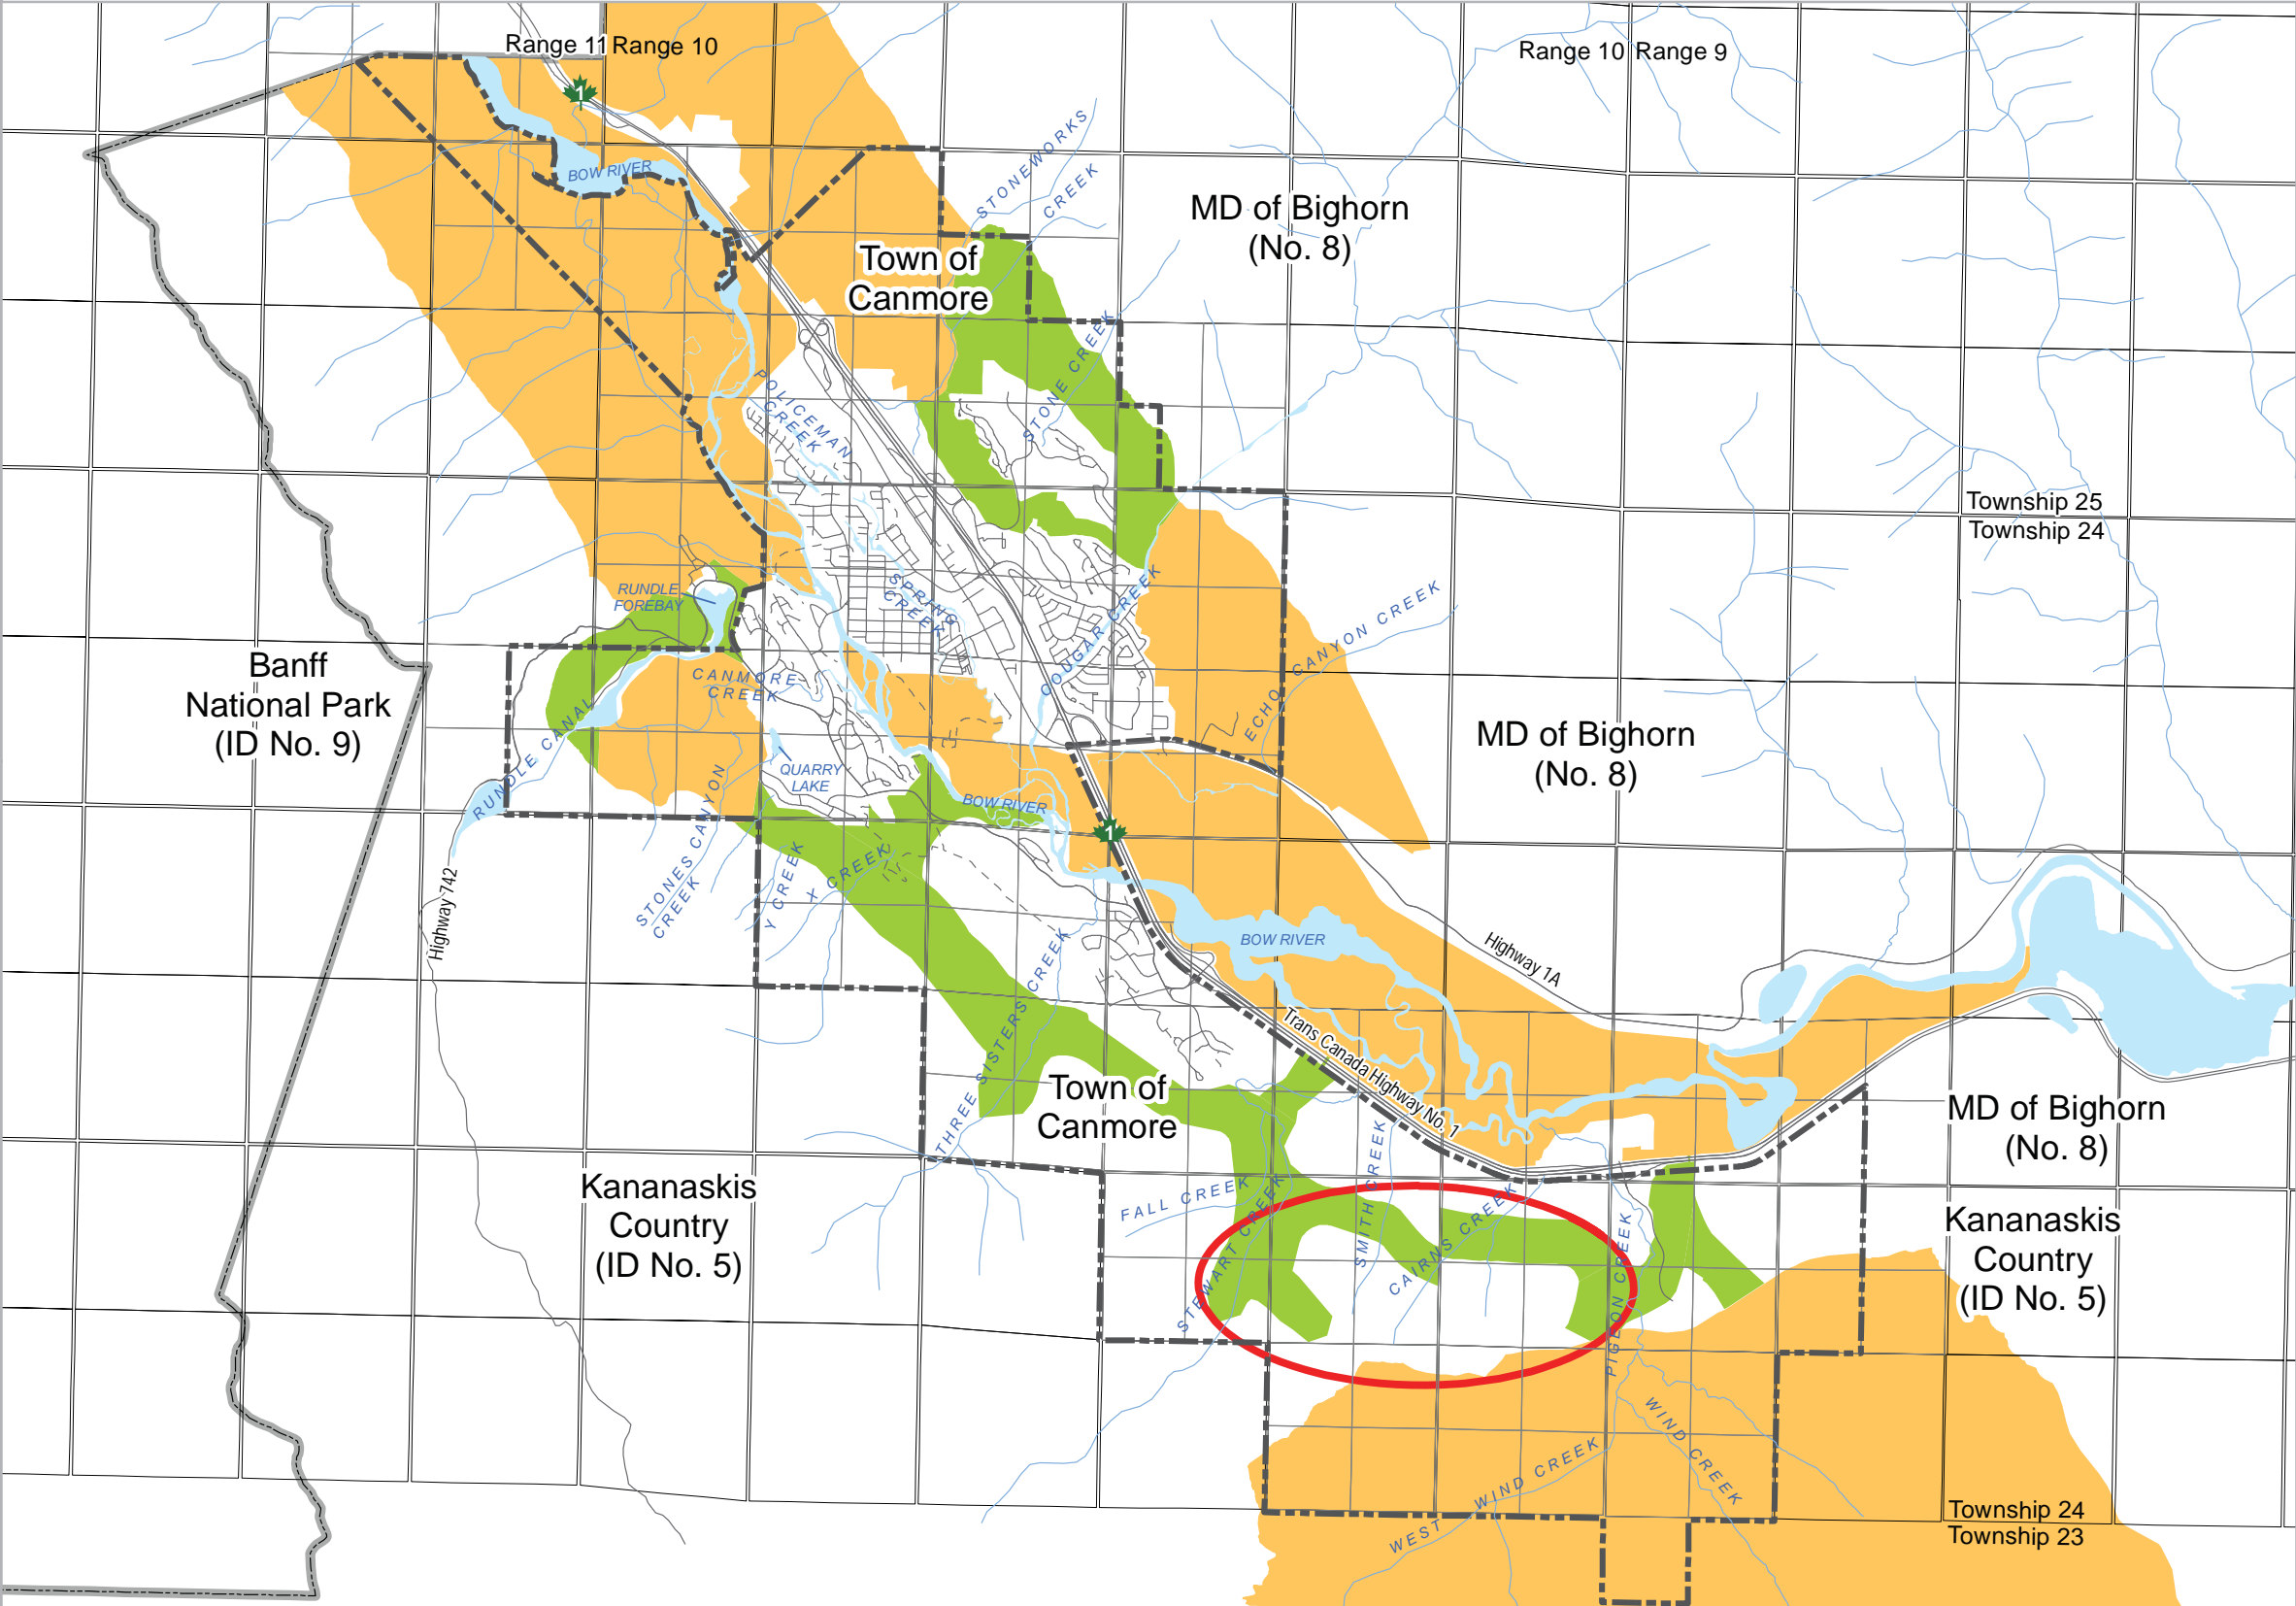 Range 11
Range 10
Range 10
Range 9
1
BOW RIVER
STONEWORKS
CREEK
MD of Bighorn
(No. 8)
Town of
Canmore
STONE CREEK
POLICEMAN
CREEK
Township 25
Township 24
RUNDLE
FOREBAY
SPRING
CREEK
COUGAR CREEK
ECHO CANYON CREEK
Banff
National Park
(ID No. 9)
CANMORE
CREEK
RUNDLE CANAL
QUARRY
LAKE
MD of Bighorn
(No. 8)
BOW RIVER
1
STONES CANYON
CREEK
Y CREEK
X CREEK
Highway 742
BOW RIVER
Highway 1A
THREE SISTERS CREEK
Trans Canada Highway No. 1
Town of
Canmore
MD of Bighorn
(No. 8)
Kananaskis
Country
(ID No. 5)
FALL CREEK
STEWART CREEK
SMITH CREEK
CAIRNS CREEK
PIGEON CREEK
Kananaskis
Country
(ID No. 5)
WIND CREEK
WEST WIND CREEK
Township 24
Township 23